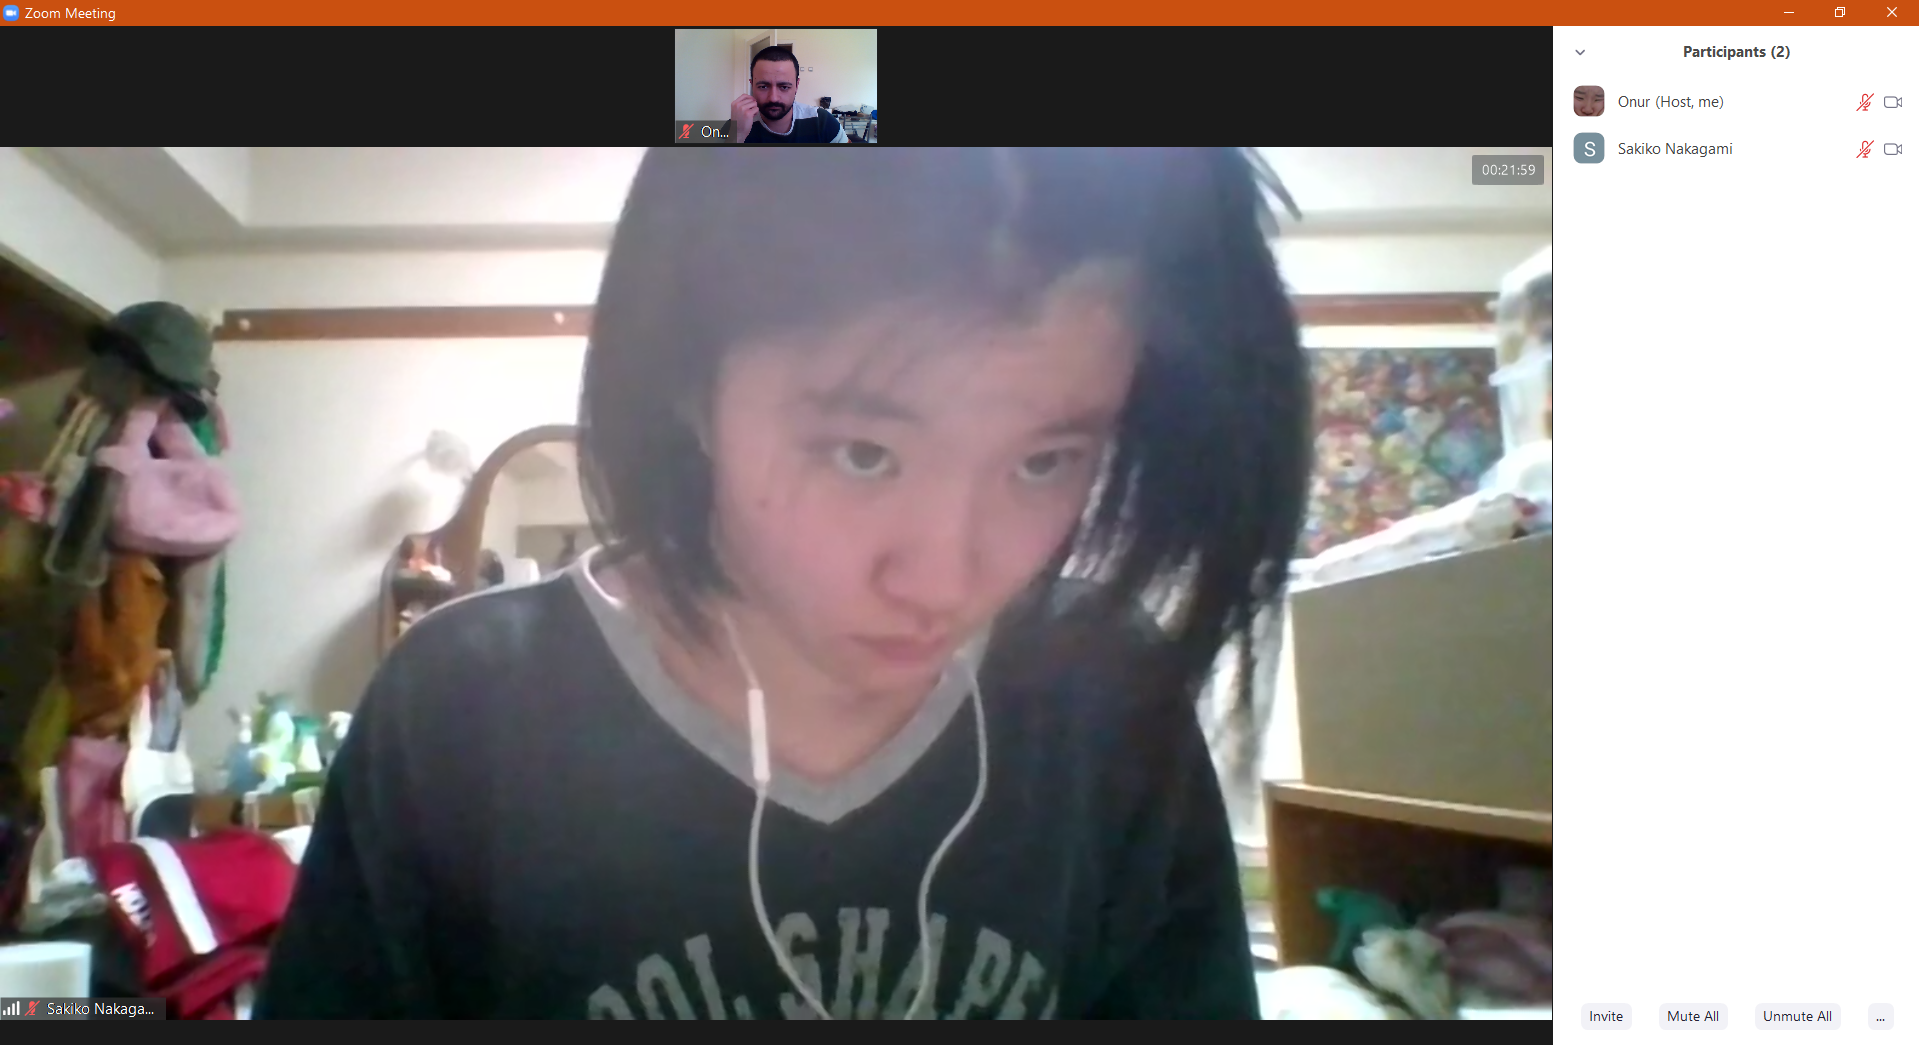 Zoom Meeting
On...
00:21:59
Sakiko Nakaga...
Participants (2)
Onur (Host, me)
S Sakiko Nakagami
Invite Mute All Unmute All ...